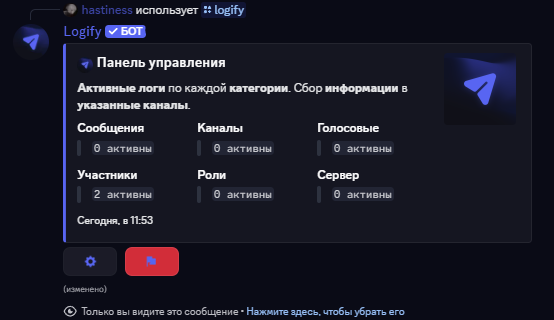 hastiness использует logify
Logify БОТ
Панель управления
Активные логи по каждой категории. Сбор информации в
указанные каналы.
Сообщения Каналы Голосовые
0 активны 0 активны 0 активны
Участники Роли Сервер
2 активны 0 активны 0 активны
Сегодня, в 11:53
(изменено)
Только вы видите это сообщение • Нажмите здесь, чтобы убрать его